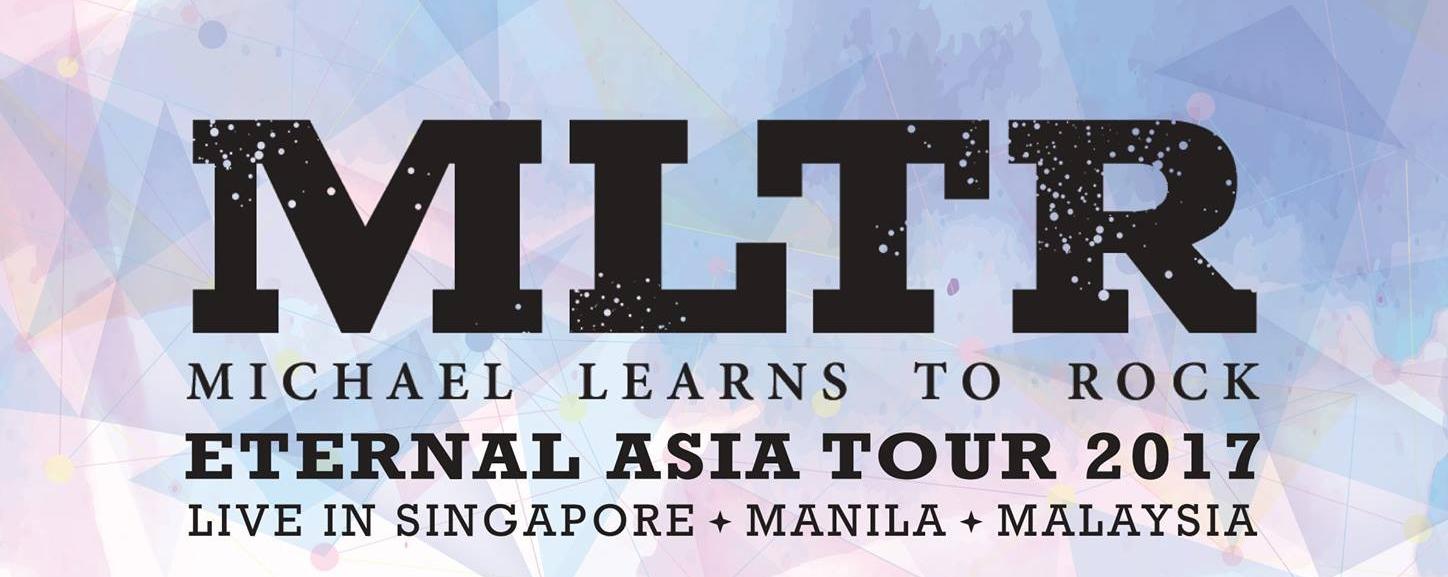 MLTR
MICHAEL LEARNS TO ROCK
ETERNAL ASIA TOUR 2017
LIVE IN SINGAPORE ✦ MANILA ✦ MALAYSIA